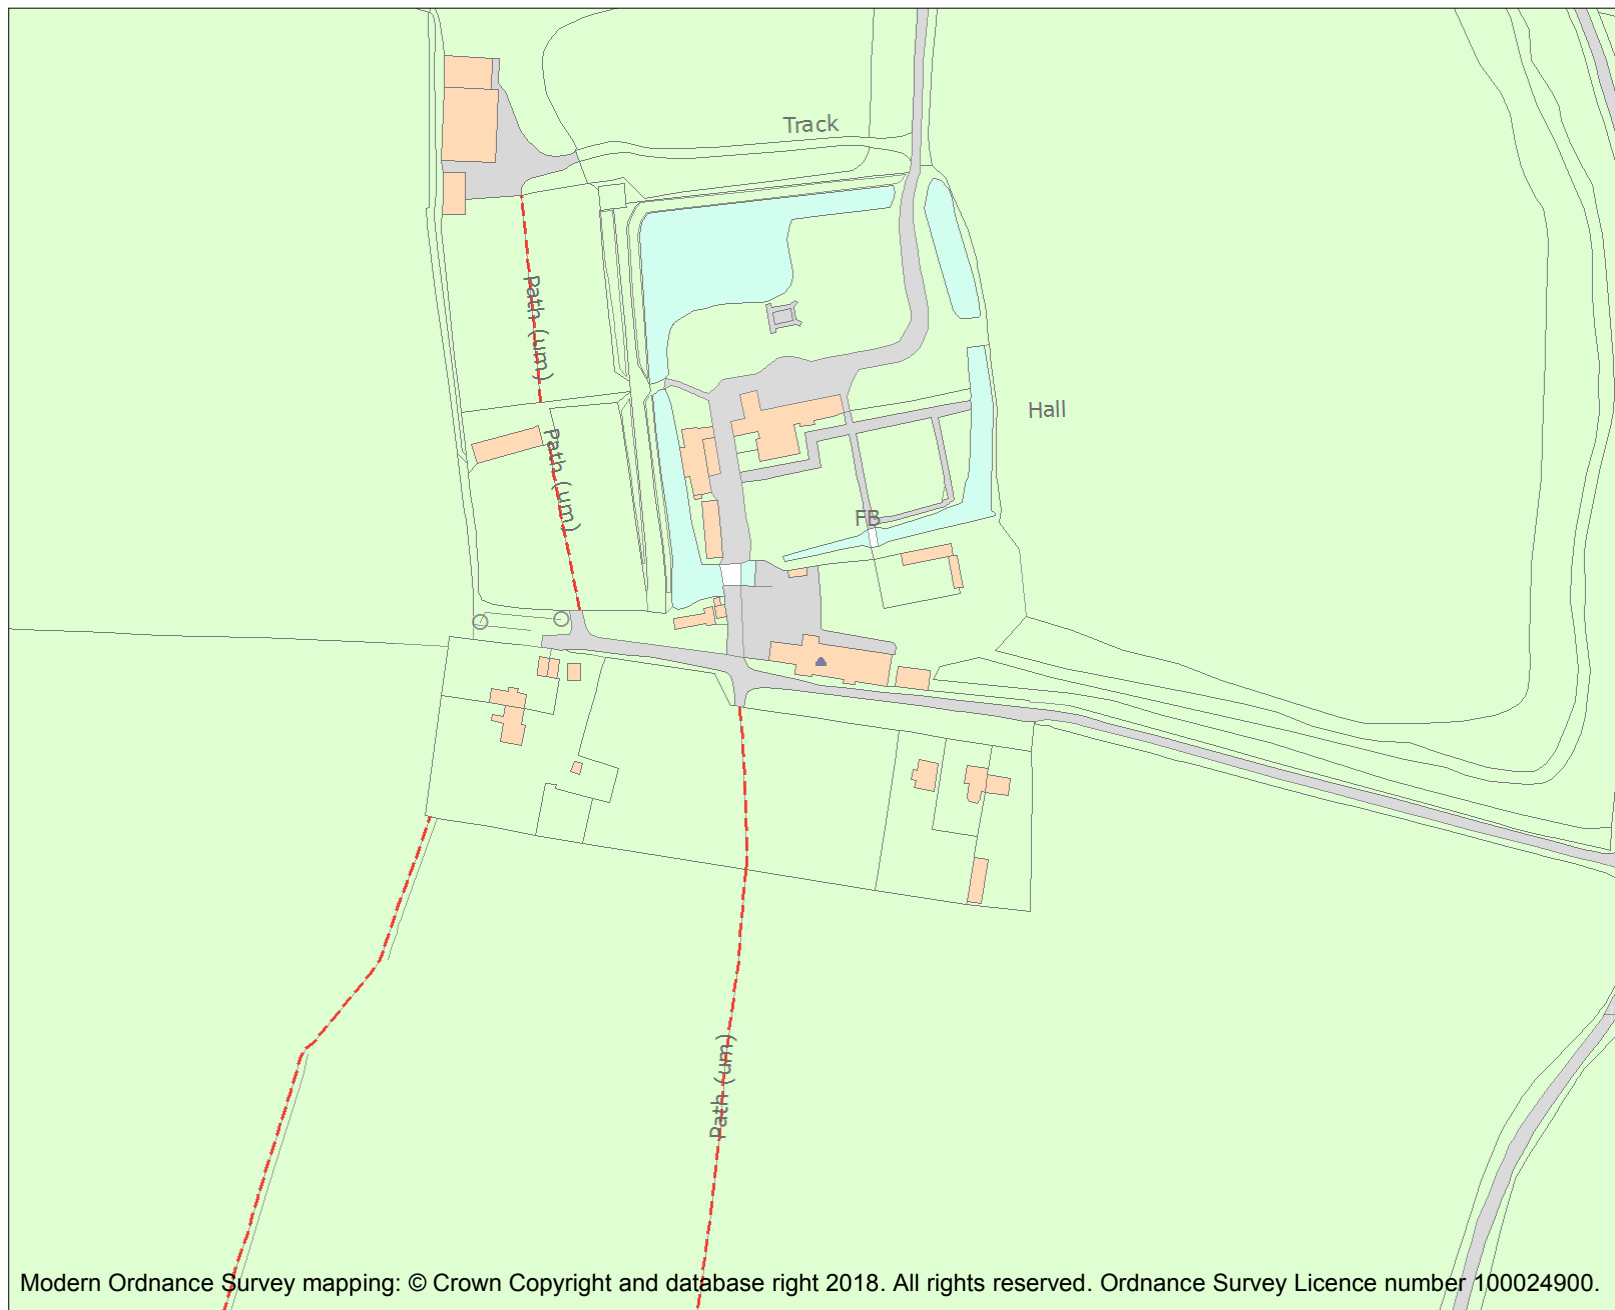 Track
Path (um)
Hall
Path (um)
FB
Path (um)
Modern Ordnance Survey mapping: © Crown Copyright and database right 2018. All rights reserved. Ordnance Survey Licence number 100024900.